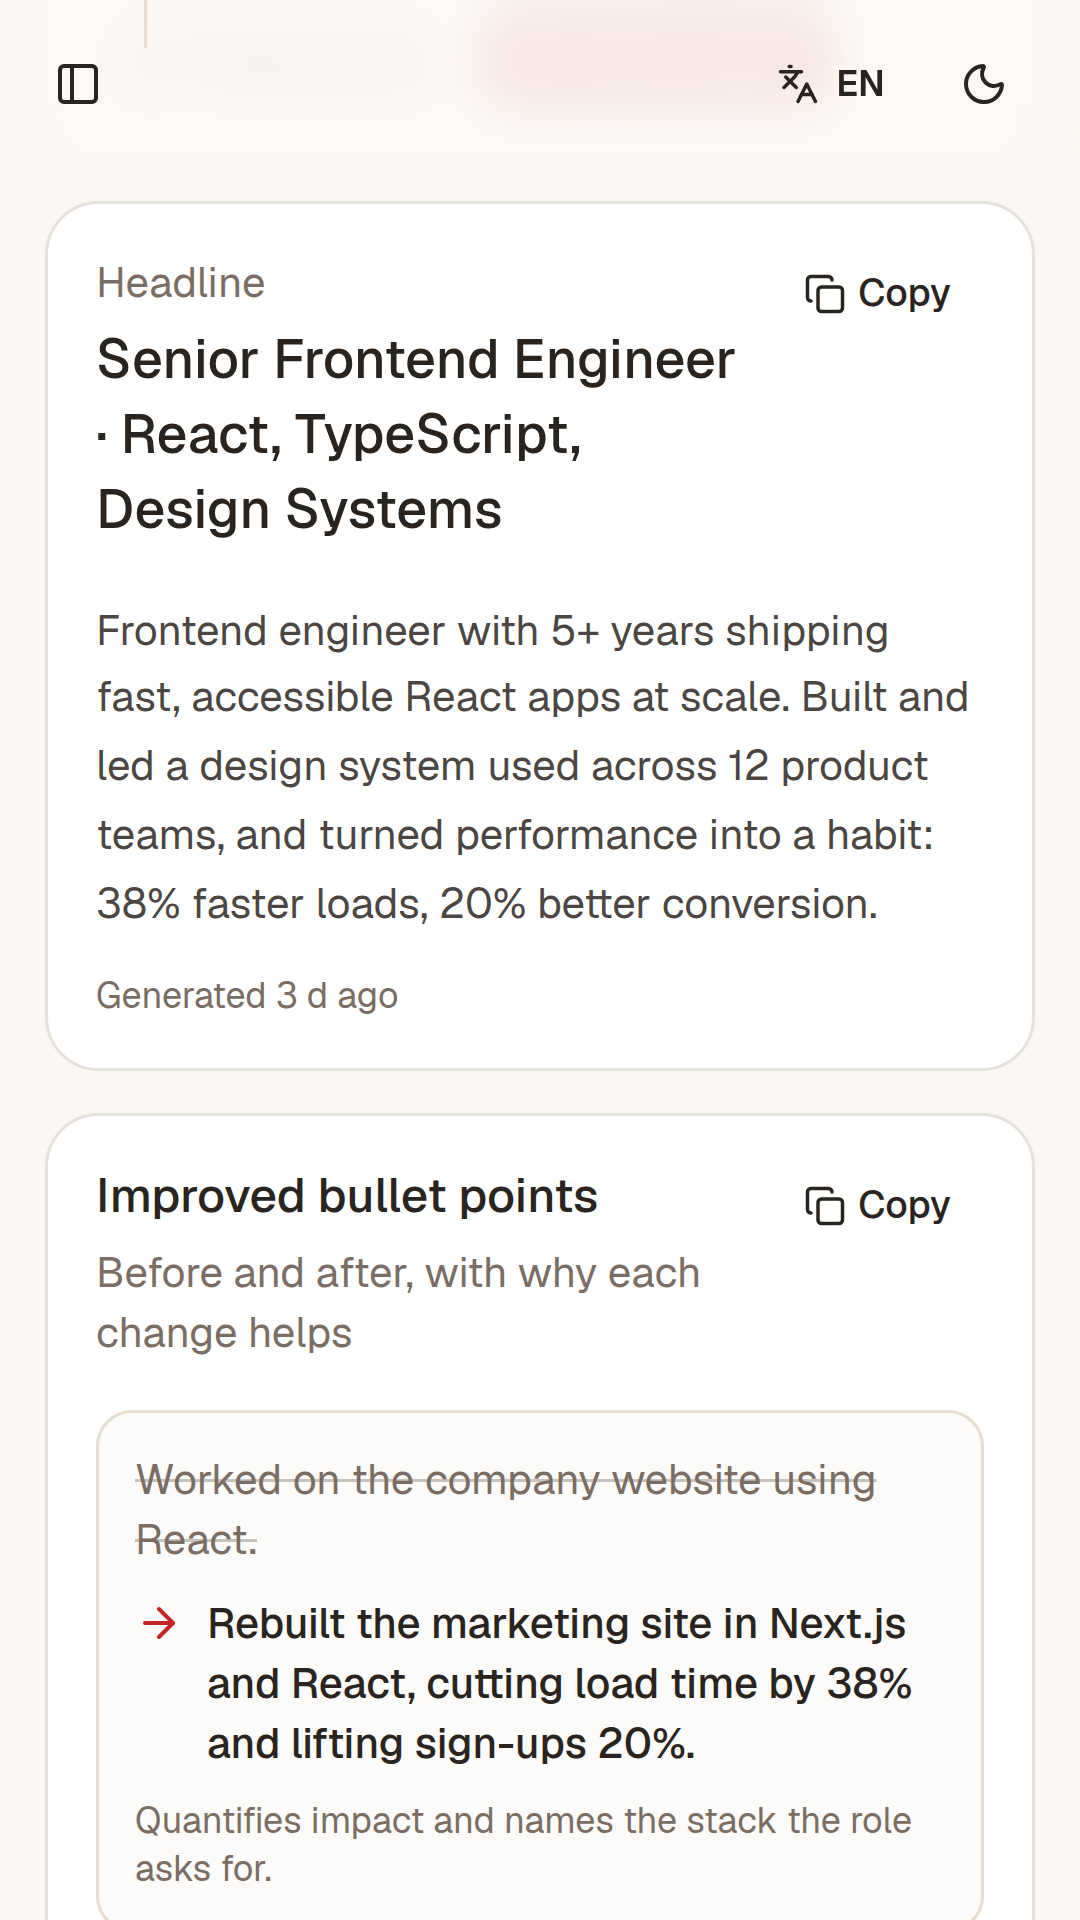 EN
Headline
Copy
Senior Frontend Engineer
· React, TypeScript,
Design Systems
Frontend engineer with 5+ years shipping
fast, accessible React apps at scale. Built and
led a design system used across 12 product
teams, and turned performance into a habit:
38% faster loads, 20% better conversion.
Generated 3 d ago
Improved bullet points
Copy
Before and after, with why each
change helps
Worked on the company website using
React.
Rebuilt the marketing site in Next.js
and React, cutting load time by 38%
and lifting sign-ups 20%.
Quantifies impact and names the stack the role
asks for.